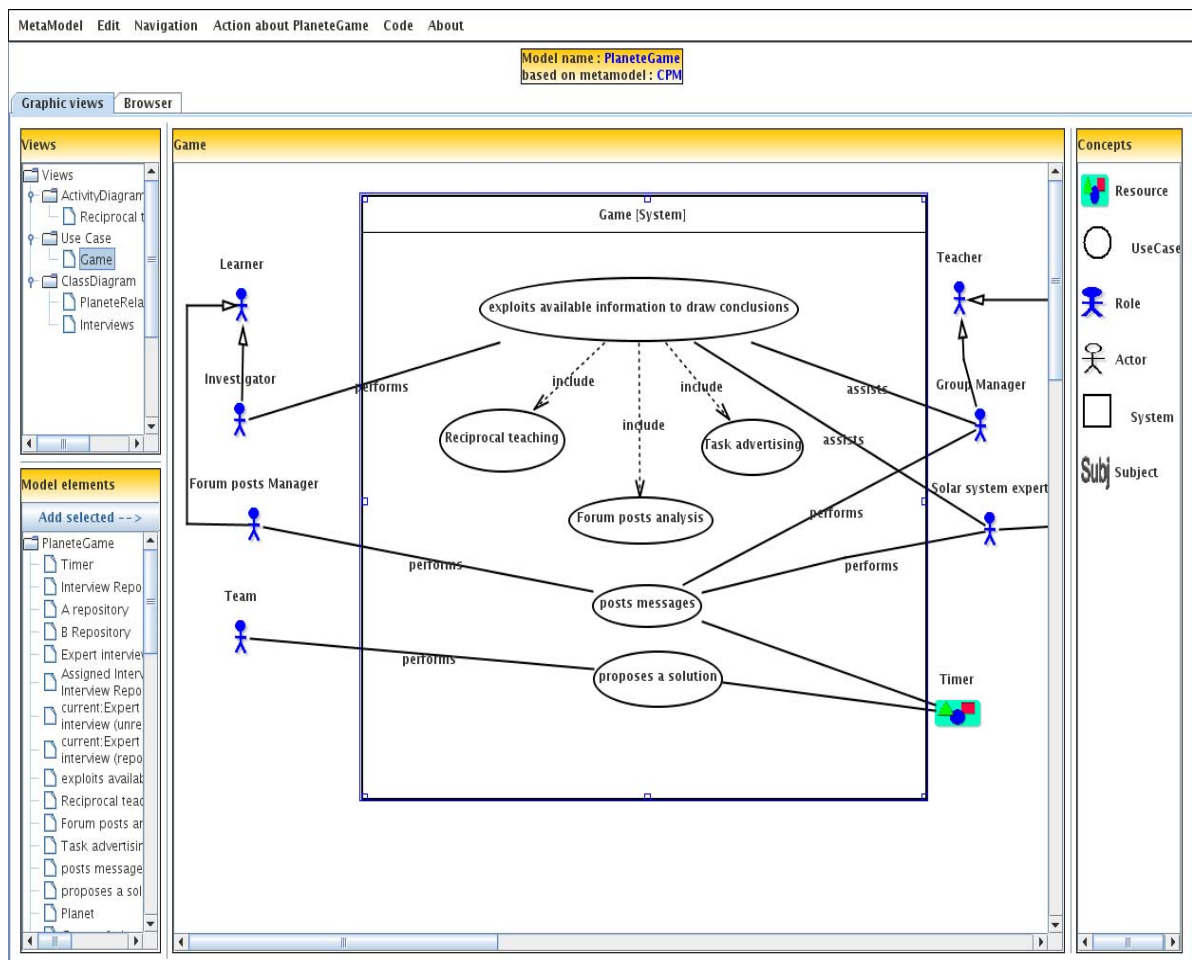 MetaModel Edit Navigation Action about PlaneteGame Code About
Model name : PlaneteGame
based on metamodel : CPM
Graphic views Browser
Views
Views
ActivityDiagram
Reciprocal t
Use Case
Game
ClassDiagram
PlaneteRela
Interviews
Model elements
Add selected -->
PlaneteGame
Timer
Interview Repo
A repository
B Repository
Expert interview
Assigned Interv
Interview Repo
current:Expert
interview (unre
current:Expert
interview (repo
exploits availab
Reciprocal teac
Forum posts an
Task advertisin
posts message
proposes a sol
Planet
Game
Game [System]
Learner
Teacher
exploits available information to draw conclusions
Investigator
performs
include
include
assists
Group Manager
Reciprocal teaching
include
Task advertising
assists
Forum posts Manager
Solar system expert
Forum posts analysis
performs
performs
performs
Team
posts messages
performs
proposes a solution
Timer
Concepts
Resource
UseCase
Role
Actor
System
Subj Subject